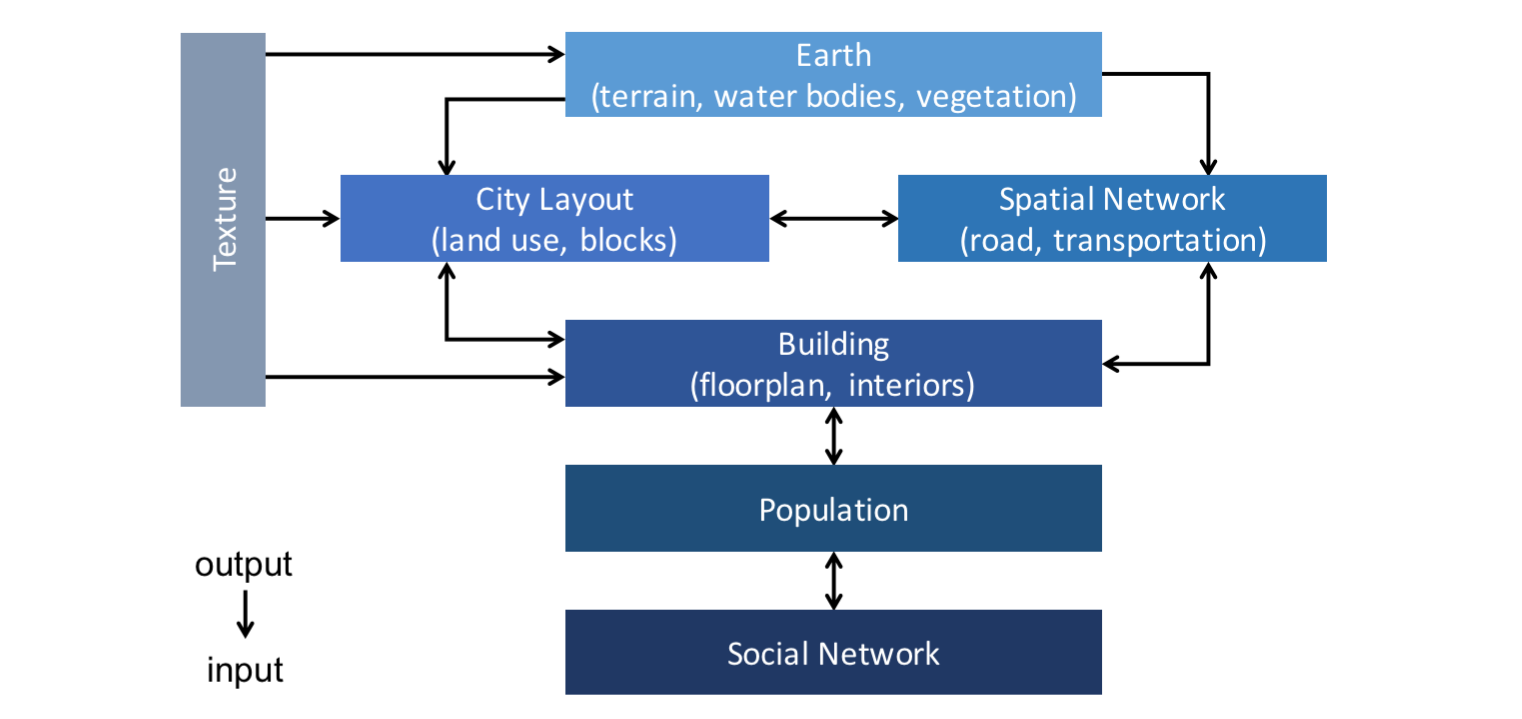 Texture
Earth
(terrain, water bodies, vegetation)
City Layout
(land use, blocks)
Spatial Network
(road, transportation)
Building
(floorplan, interiors)
Population
Social Network
output
input